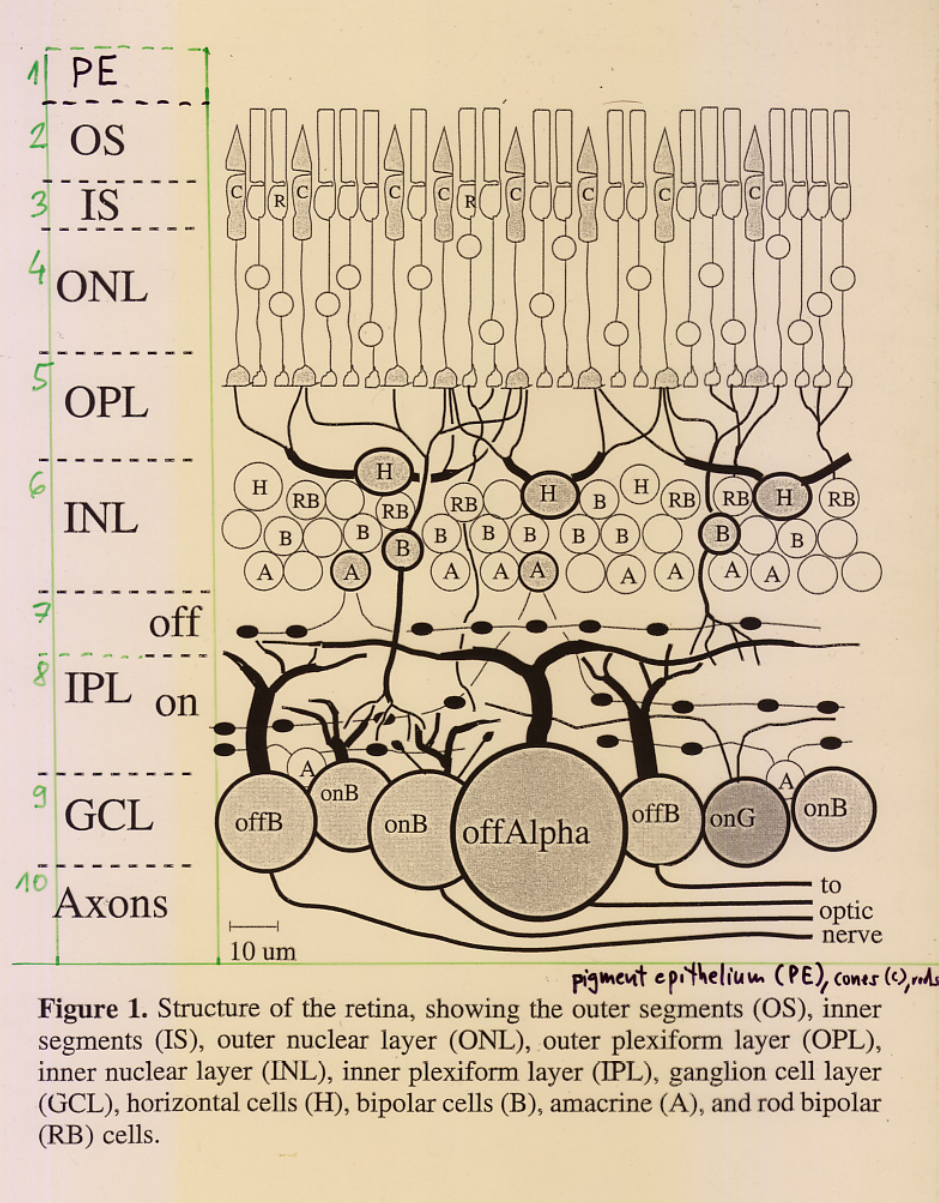 1 PE
2 OS
3 IS
4 ONL
5 OPL
6 INL
7 off
8 IPL on
9 GCL
10 Axons
C C C C C C C C
R R
H H H
H H
RB RB RB RB RB RB
B B B B B B B B B B
A A A A A A A A
A A
offB onB onB offAlpha offB onG onB
to
optic
nerve
10 um
pigment epithelium (PE), cones (c), rods
Figure 1. Structure of the retina, showing the outer segments (OS), inner
segments (IS), outer nuclear layer (ONL), outer plexiform layer (OPL),
inner nuclear layer (INL), inner plexiform layer (IPL), ganglion cell layer
(GCL), horizontal cells (H), bipolar cells (B), amacrine (A), and rod bipolar
(RB) cells.